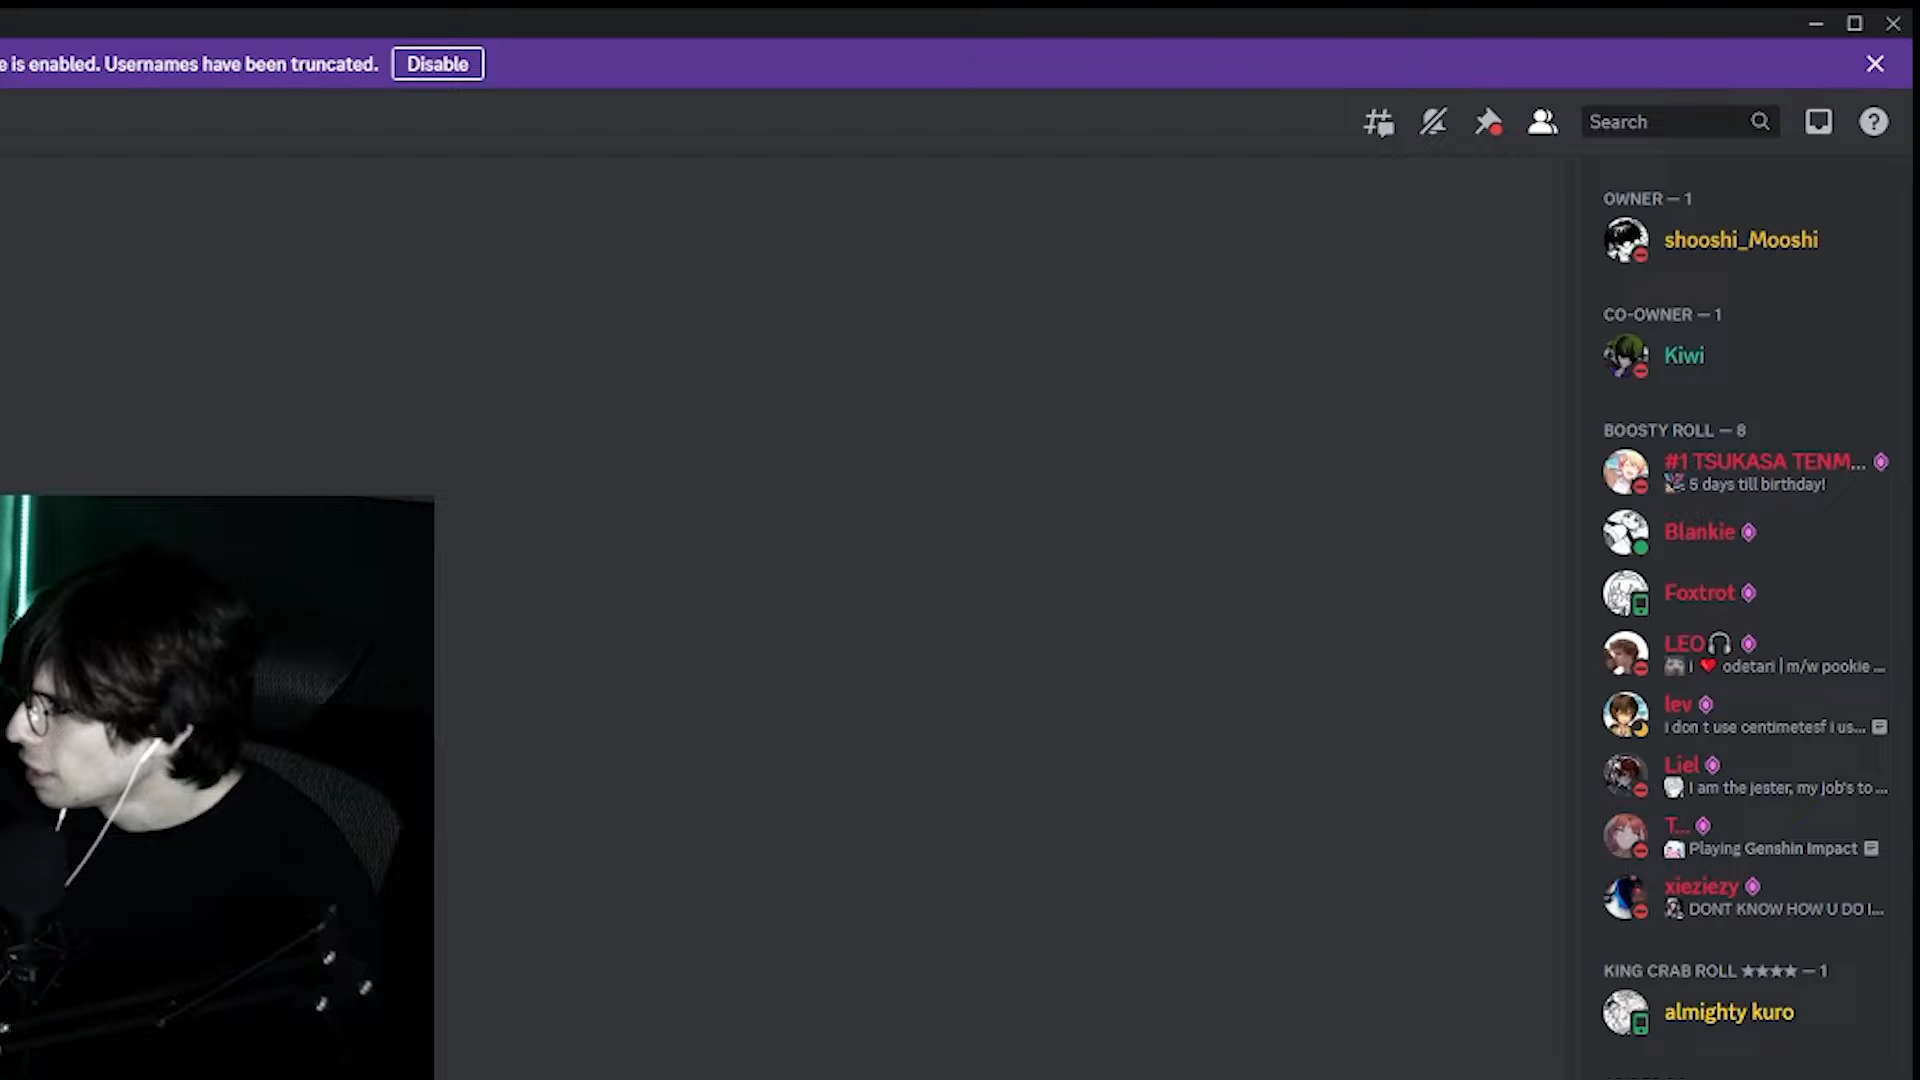 e is enabled. Usernames have been truncated. Disable
Search
OWNER — 1
shooshi_Mooshi
CO-OWNER — 1
Kiwi
BOOSTY ROLL — 8
#1 TSUKASA TENM...
5 days till birthday!
Blankie
Foxtrot
LEO🎧
i ❤️ odetari | m/w pookie ...
lev
i don t use centimetesf i us...
Liel
I am the jester, my job's to ...
T...
Playing Genshin Impact
xieziezy
DONT KNOW HOW U DO I...
KING CRAB ROLL ★★★★ — 1
almighty kuro